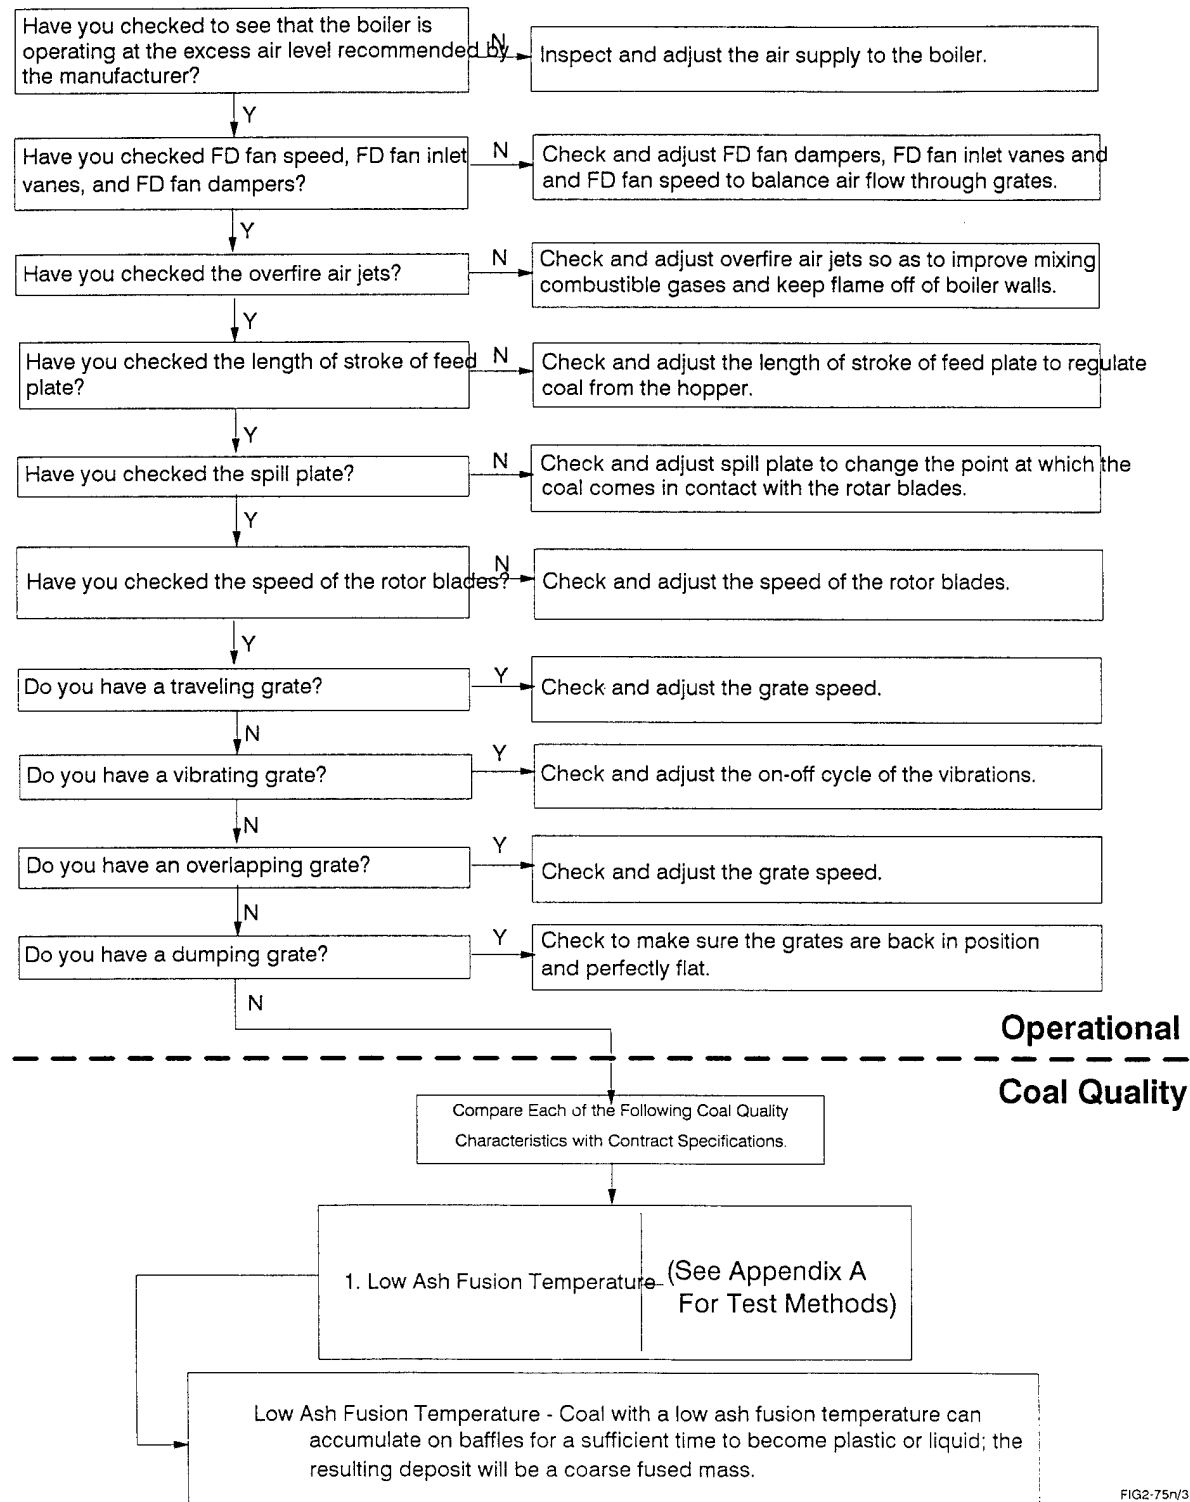 Have you checked to see that the boiler is
operating at the excess air level recommended by
the manufacturer?
N
Inspect and adjust the air supply to the boiler.
Y
Have you checked FD fan speed, FD fan inlet
vanes, and FD fan dampers?
N
Check and adjust FD fan dampers, FD fan inlet vanes and
and FD fan speed to balance air flow through grates.
Y
Have you checked the overfire air jets?
N
Check and adjust overfire air jets so as to improve mixing
combustible gases and keep flame off of boiler walls.
Y
Have you checked the length of stroke of feed
plate?
N
Check and adjust the length of stroke of feed plate to regulate
coal from the hopper.
Y
Have you checked the spill plate?
N
Check and adjust spill plate to change the point at which the
coal comes in contact with the rotar blades.
Y
Have you checked the speed of the rotor blades?
N
Check and adjust the speed of the rotor blades.
Y
Do you have a traveling grate?
Y
Check and adjust the grate speed.
N
Do you have a vibrating grate?
Y
Check and adjust the on-off cycle of the vibrations.
N
Do you have an overlapping grate?
Y
Check and adjust the grate speed.
N
Do you have a dumping grate?
Y
Check to make sure the grates are back in position
and perfectly flat.
N
Operational
Coal Quality
Compare Each of the Following Coal Quality
Characteristics with Contract Specifications.
1. Low Ash Fusion Temperature
(See Appendix A
For Test Methods)
Low Ash Fusion Temperature - Coal with a low ash fusion temperature can
accumulate on baffles for a sufficient time to become plastic or liquid; the
resulting deposit will be a coarse fused mass.
FIG2-75n/3